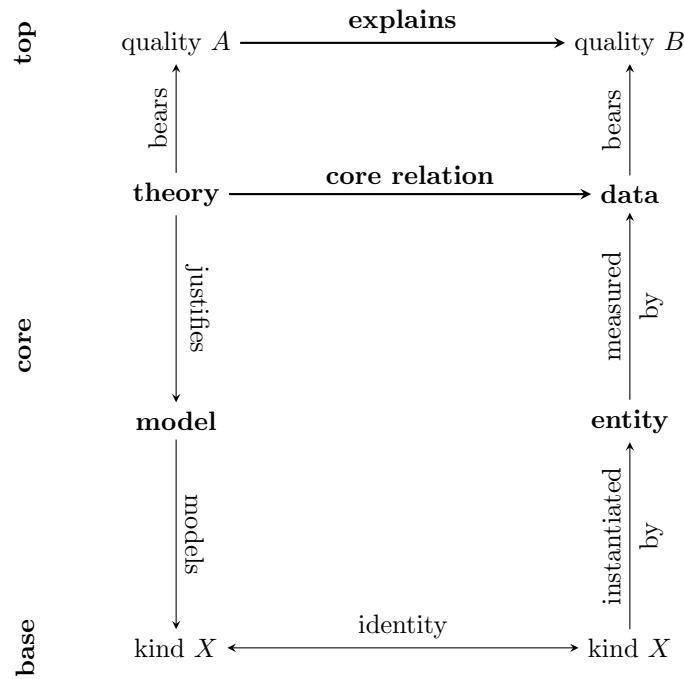 top
explains
quality A
quality B
bears
bears
core relation
theory
data
justifies
measured
by
core
model
entity
models
instantiated
by
base
identity
kind X
kind X